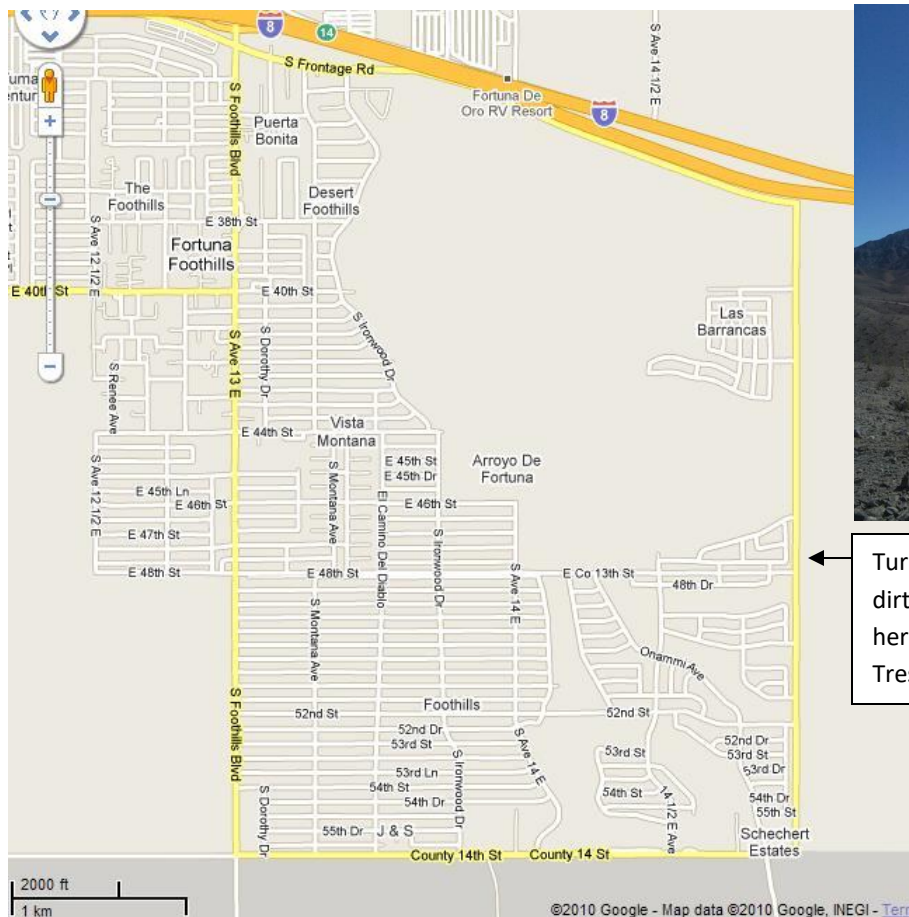 8
14
S Frontage Rd
S Ave 14 1/2 E
Fortuna De
Oro RV Resort
8
S Foothills Blvd
Puerta
Bonita
The
Foothills
Desert
Foothills
S Ave 12 1/2 E
E 38th St
Fortuna
Foothills
E 40th St
E 40th St
Las
Barrancas
S Ave 13 E
S Dorothy Dr
S Ironwood Dr
S Renee Ave
E 44th St
Vista
Montana
S Ave 12 1/2 E
E 45th St
E 45th Dr
Arroyo De
Fortuna
E 45th Ln
E 46th St
S Montana Ave
El Camino Del Diablo
E 46th St
E 47th St
S Ironwood Dr
E 48th St
E 48th St
S Ave 14 E
E Co 13th St
48th Dr
Tur
dirt
her
Tres
S Montana Ave
Onammi Ave
52nd St
Foothills
52nd St
S Foothills Blvd
52nd Dr
53rd St
S Ironwood Dr
S Ave 14 E
53rd St
52nd Dr
53rd St
53rd Dr
53rd Ln
54th St
54th Dr
54th St
14 1/2 E Ave
54th Dr
55th St
S Dorothy Dr
55th Dr
J & S
Schechert
Estates
County 14th St
County 14 St
2000 ft
1 km
©2010 Google - Map data ©2010 Google, INEGI - Terr